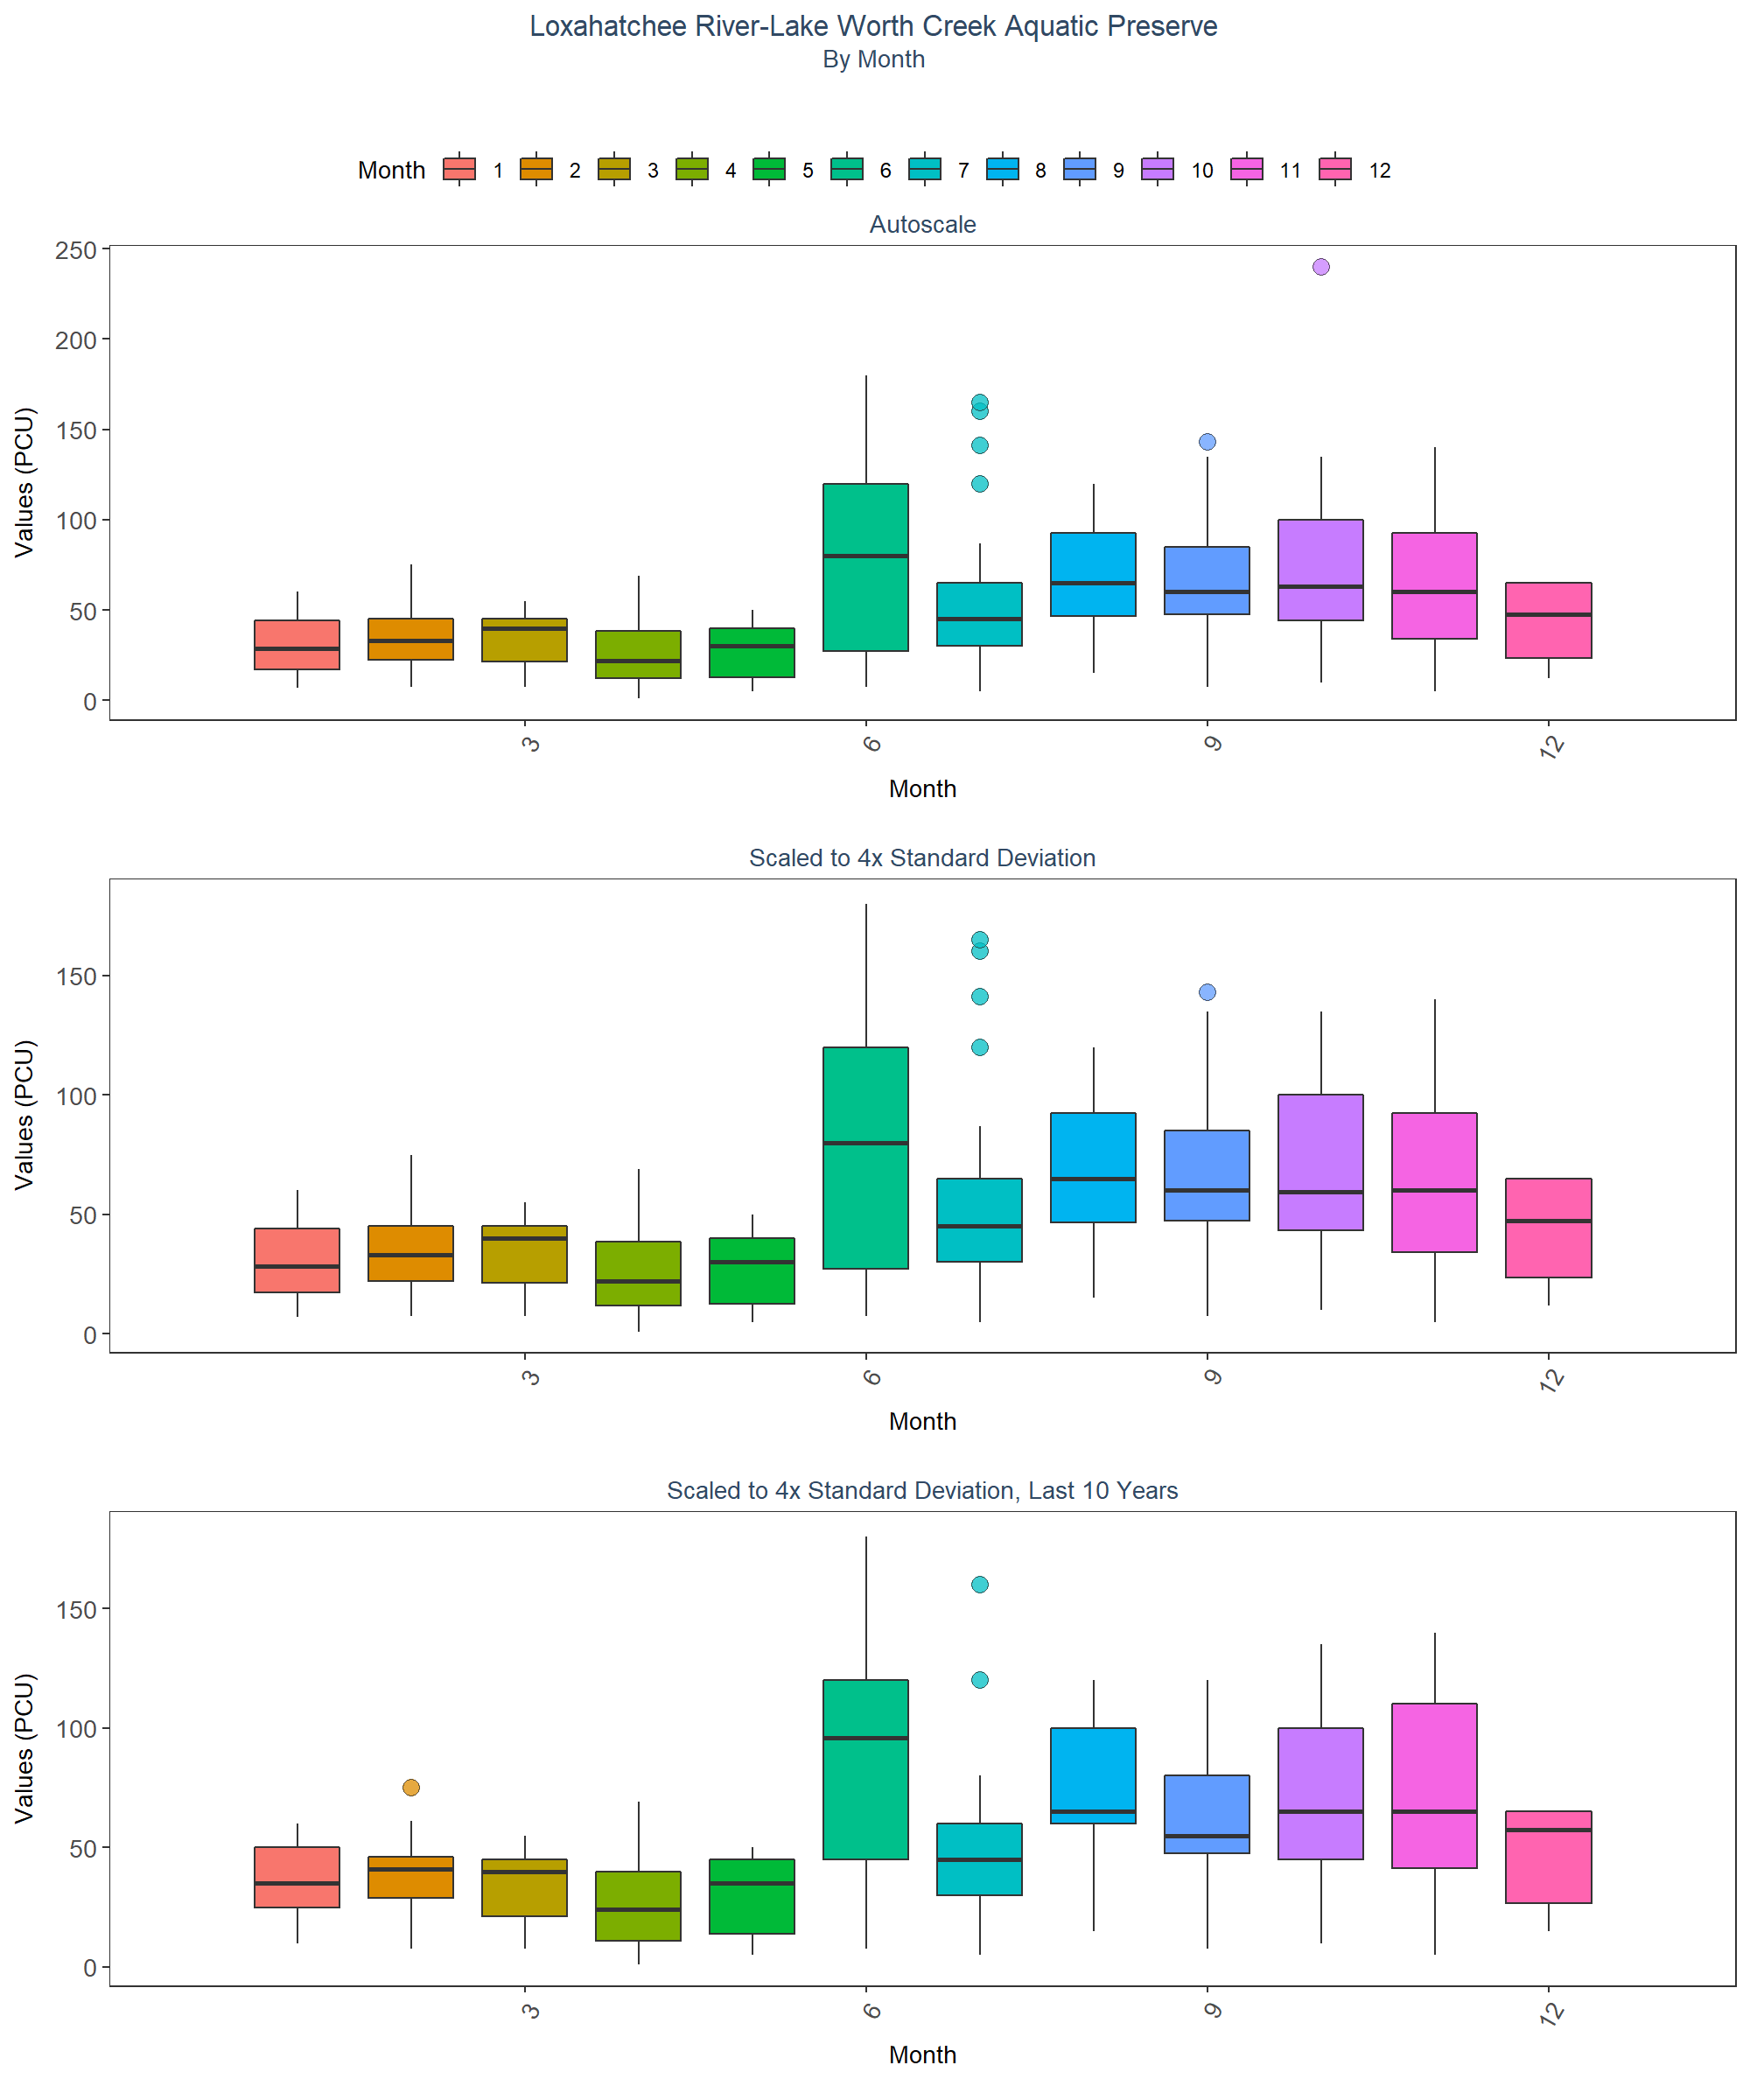 Loxahatchee River-Lake Worth Creek Aquatic Preserve
By Month
Month 1 2 3 4 5 6 7 8 9 10 11 12
Autoscale
Values (PCU)
250
200
150
100
50
0
3 6 9 12
Month
Scaled to 4x Standard Deviation
Values (PCU)
150
100
50
0
3 6 9 12
Month
Scaled to 4x Standard Deviation, Last 10 Years
Values (PCU)
150
100
50
0
3 6 9 12
Month